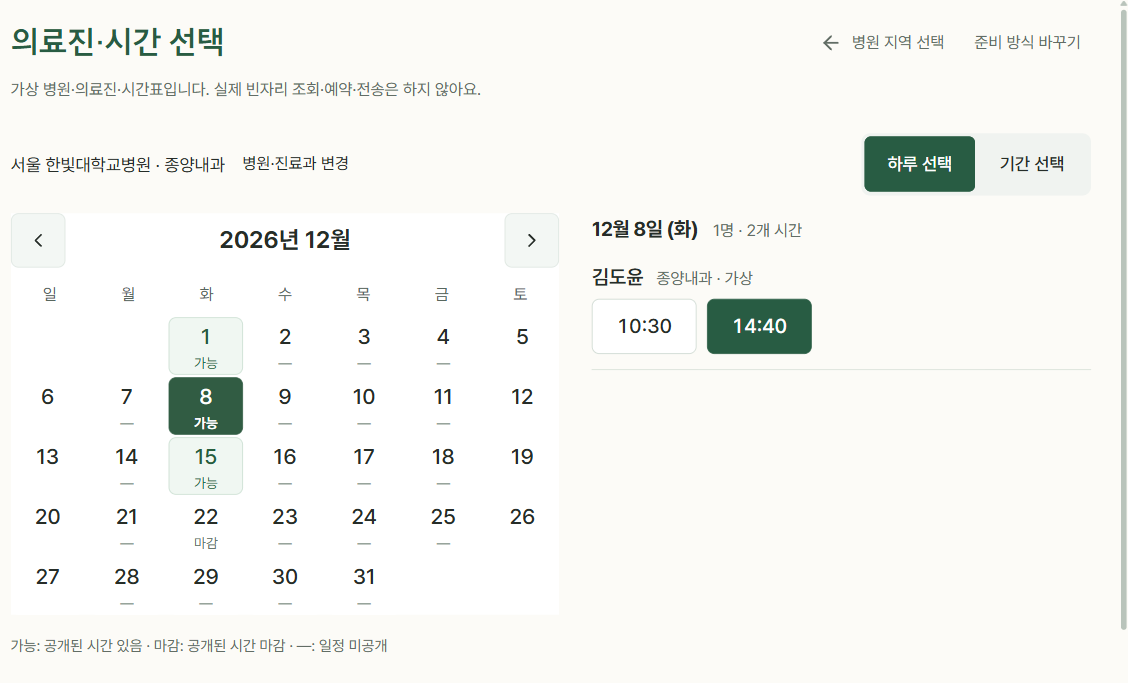 의료진·시간 선택
← 병원 지역 선택 준비 방식 바꾸기
가상 병원·의료진·시간표입니다. 실제 빈자리 조회·예약·전송은 하지 않아요.
서울 한빛대학교병원 · 종양내과 병원·진료과 변경
하루 선택 기간 선택
2026년 12월
일 월 화 수 목 금 토
1 2 3 4 5
가능 — — —
6 7 8 9 10 11 12
— 가능 — — —
13 14 15 16 17 18 19
— 가능 — — —
20 21 22 23 24 25 26
— 마감 — — —
27 28 29 30 31
— — — —
가능: 공개된 시간 있음 · 마감: 공개된 시간 마감 · —: 일정 미공개
12월 8일 (화) 1명 · 2개 시간
김도윤 종양내과 · 가상
10:30 14:40